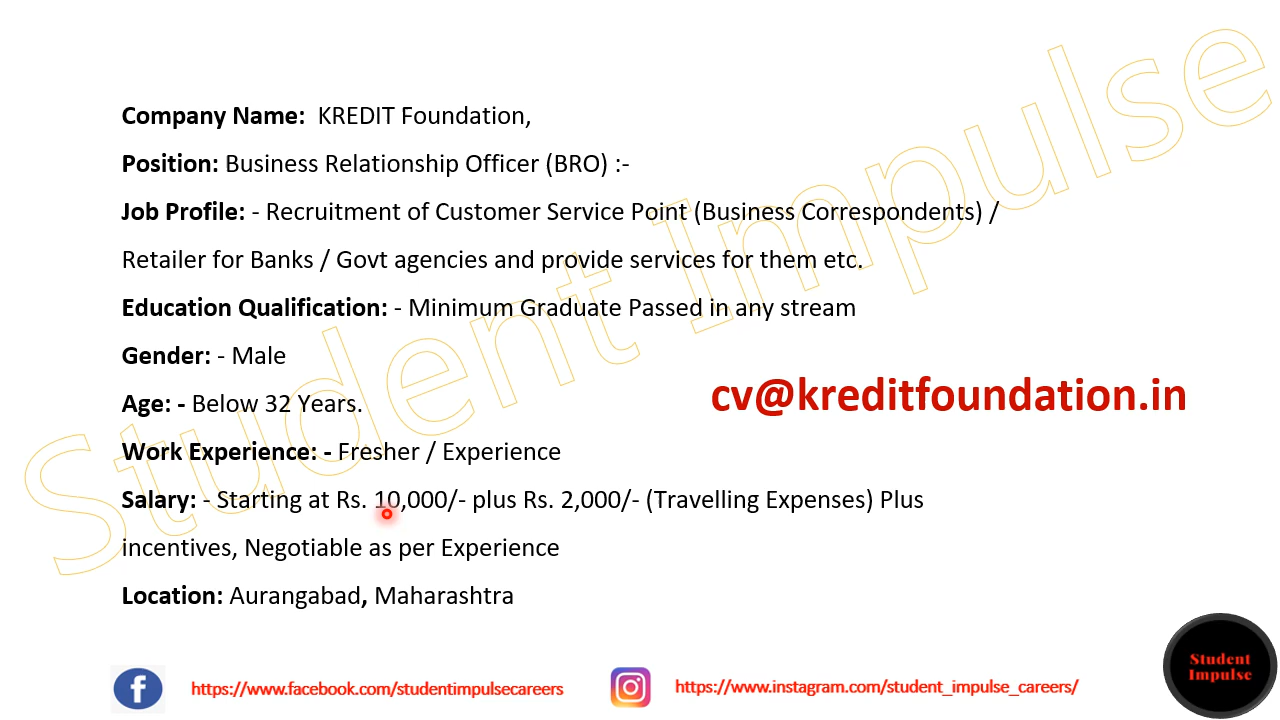 Company Name: KREDIT Foundation,
Position: Business Relationship Officer (BRO) :-
Job Profile: - Recruitment of Customer Service Point (Business Correspondents) /
Retailer for Banks / Govt agencies and provide services for them etc.
Education Qualification: - Minimum Graduate Passed in any stream
Gender: - Male
Age: - Below 32 Years.
cv@kreditfoundation.in
Work Experience: - Fresher / Experience
Salary: - Starting at Rs. 10,000/- plus Rs. 2,000/- (Travelling Expenses) Plus
incentives, Negotiable as per Experience
Location: Aurangabad, Maharashtra
Student Impulse
https://www.facebook.com/studentimpulsecareers
https://www.instagram.com/student_impulse_careers/
Student
Impulse